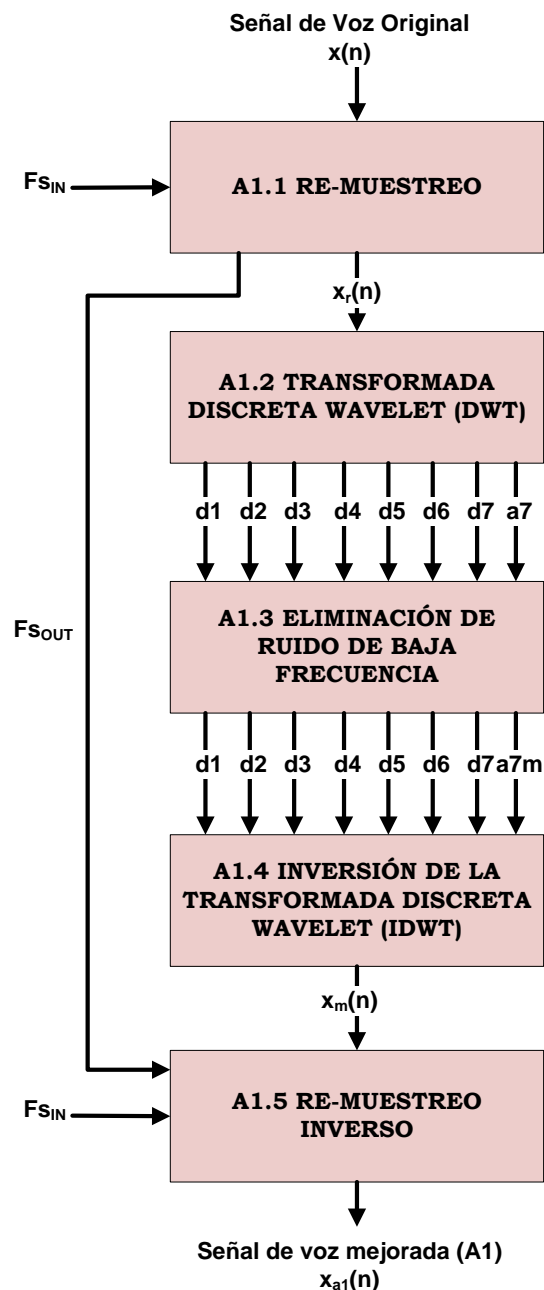 Señal de Voz Original
x(n)
Fs_IN
A1.1 RE-MUESTREO
x_r(n)
A1.2 TRANSFORMADA
DISCRETA WAVELET (DWT)
d1 d2 d3 d4 d5 d6 d7 a7
Fs_OUT
A1.3 ELIMINACIÓN DE
RUIDO DE BAJA
FRECUENCIA
d1 d2 d3 d4 d5 d6 d7 a7m
A1.4 INVERSIÓN DE LA
TRANSFORMADA DISCRETA
WAVELET (IDWT)
x_m(n)
Fs_IN
A1.5 RE-MUESTREO
INVERSO
Señal de voz mejorada (A1)
x_a1(n)